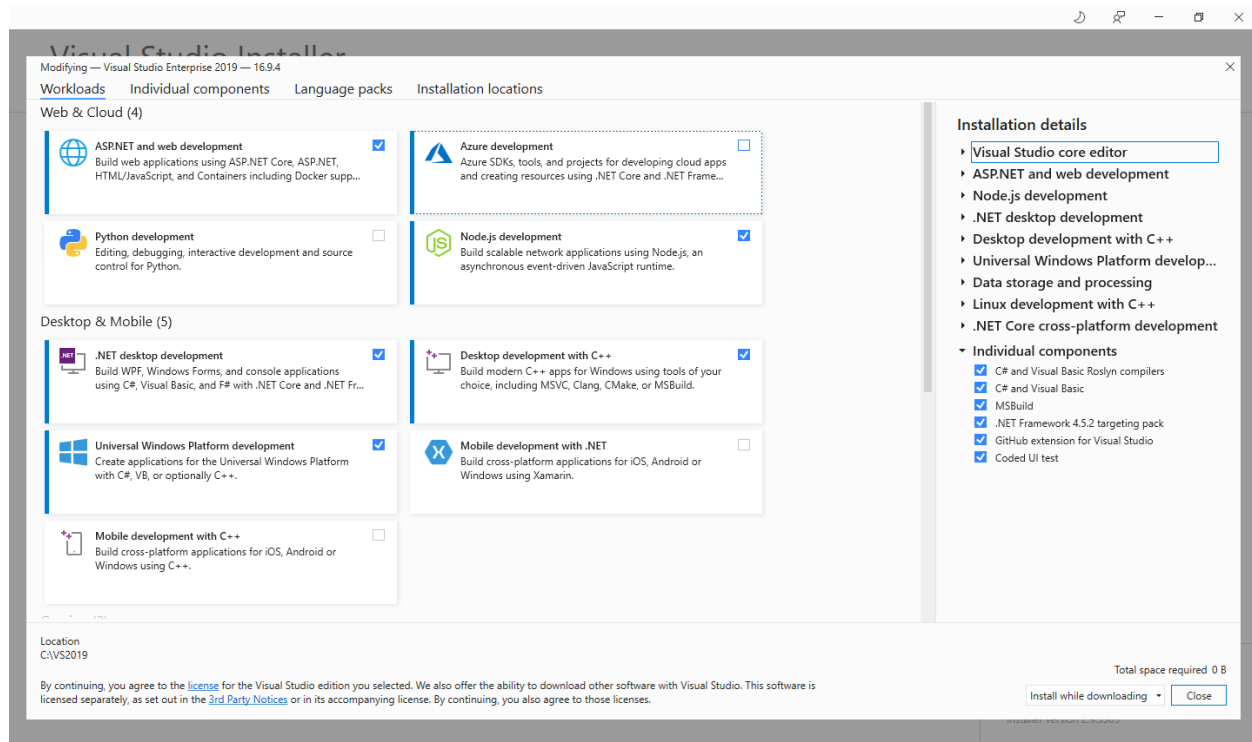 Visual Studio Installer
Modifying — Visual Studio Enterprise 2019 — 16.9.4
Workloads
Individual components
Language packs
Installation locations
Web & Cloud (4)
ASP.NET and web development
Build web applications using ASP.NET Core, ASP.NET,
HTML/JavaScript, and Containers including Docker supp...
Azure development
Azure SDKs, tools, and projects for developing cloud apps
and creating resources using .NET Core and .NET Frame...
Python development
Editing, debugging, interactive development and source
control for Python.
Node.js development
Build scalable network applications using Node.js, an
asynchronous event-driven JavaScript runtime.
JS
Desktop & Mobile (5)
.NET
.NET desktop development
Build WPF, Windows Forms, and console applications
using C#, Visual Basic, and F# with .NET Core and .NET Fr...
Desktop development with C++
Build modern C++ apps for Windows using tools of your
choice, including MSVC, Clang, CMake, or MSBuild.
Universal Windows Platform development
Create applications for the Universal Windows Platform
with C#, VB, or optionally C++.
Mobile development with .NET
Build cross-platform applications for iOS, Android or
Windows using Xamarin.
Mobile development with C++
Build cross-platform applications for iOS, Android or
Windows using C++.
Installation details
Visual Studio core editor
ASP.NET and web development
Node.js development
.NET desktop development
Desktop development with C++
Universal Windows Platform develop...
Data storage and processing
Linux development with C++
.NET Core cross-platform development
Individual components
C# and Visual Basic Roslyn compilers
C# and Visual Basic
MSBuild
.NET Framework 4.5.2 targeting pack
GitHub extension for Visual Studio
Coded UI test
Location
C:\VS2019
By continuing, you agree to the license for the Visual Studio edition you selected. We also offer the ability to download other software with Visual Studio. This software is
licensed separately, as set out in the 3rd Party Notices or in its accompanying license. By continuing, you also agree to those licenses.
Total space required 0 B
Install while downloading
Close